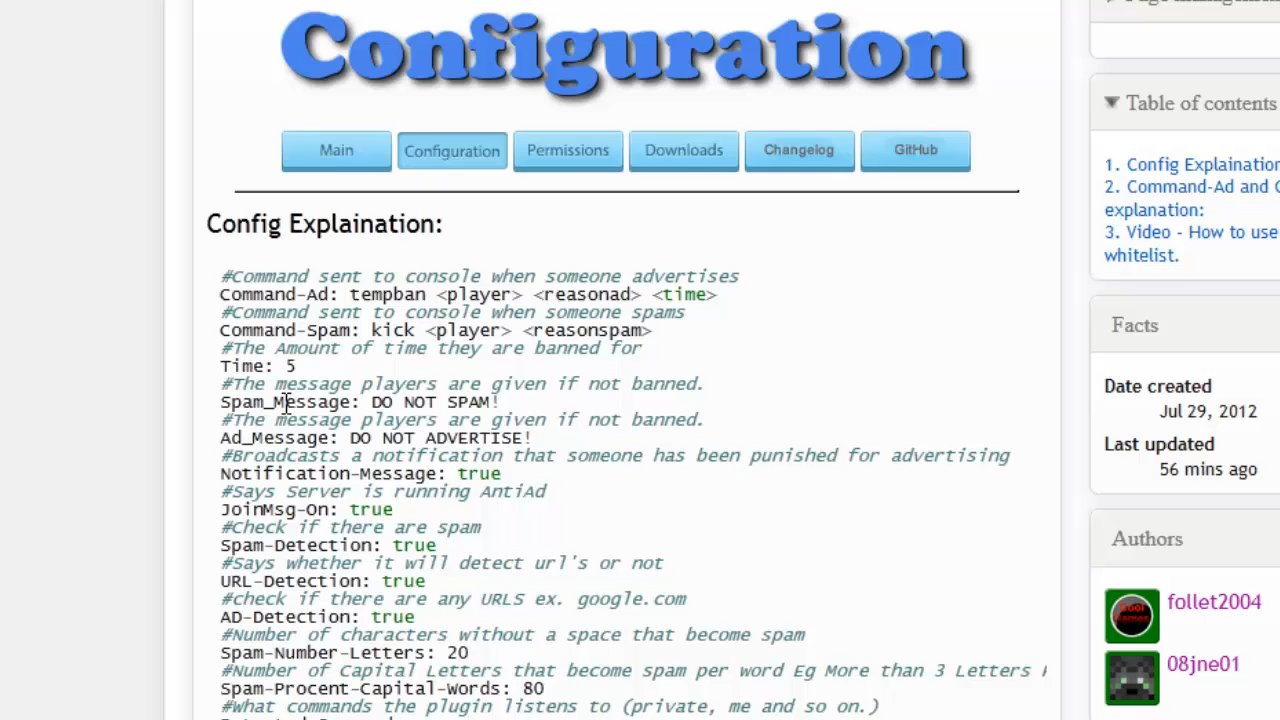 Configuration
Main
Configuration
Permissions
Downloads
Changelog
GitHub
Config Explaination:
#Command sent to console when someone advertises
Command-Ad: tempban <player> <reasonad> <time>
#Command sent to console when someone spams
Command-Spam: kick <player> <reasonspam>
#The Amount of time they are banned for
Time: 5
#The message players are given if not banned.
Spam_Message: DO NOT SPAM!
#The message players are given if not banned.
Ad_Message: DO NOT ADVERTISE!
#Broadcasts a notification that someone has been punished for advertising
Notification-Message: true
#Says Server is running AntiAd
JoinMsg-On: true
#Check if there are spam
Spam-Detection: true
#Says whether it will detect url's or not
URL-Detection: true
#check if there are any URLS ex. google.com
AD-Detection: true
#Number of characters without a space that become spam
Spam-Number-Letters: 20
#Number of Capital Letters that become spam per word Eg More than 3 Letters
Spam-Procent-Capital-Words: 80
#What commands the plugin listens to (private, me and so on.)
Table of contents
1. Config Explaination
2. Command-Ad and
explanation:
3. Video - How to use
whitelist.
Facts
Date created
Jul 29, 2012
Last updated
56 mins ago
Authors
follet2004
08jne01